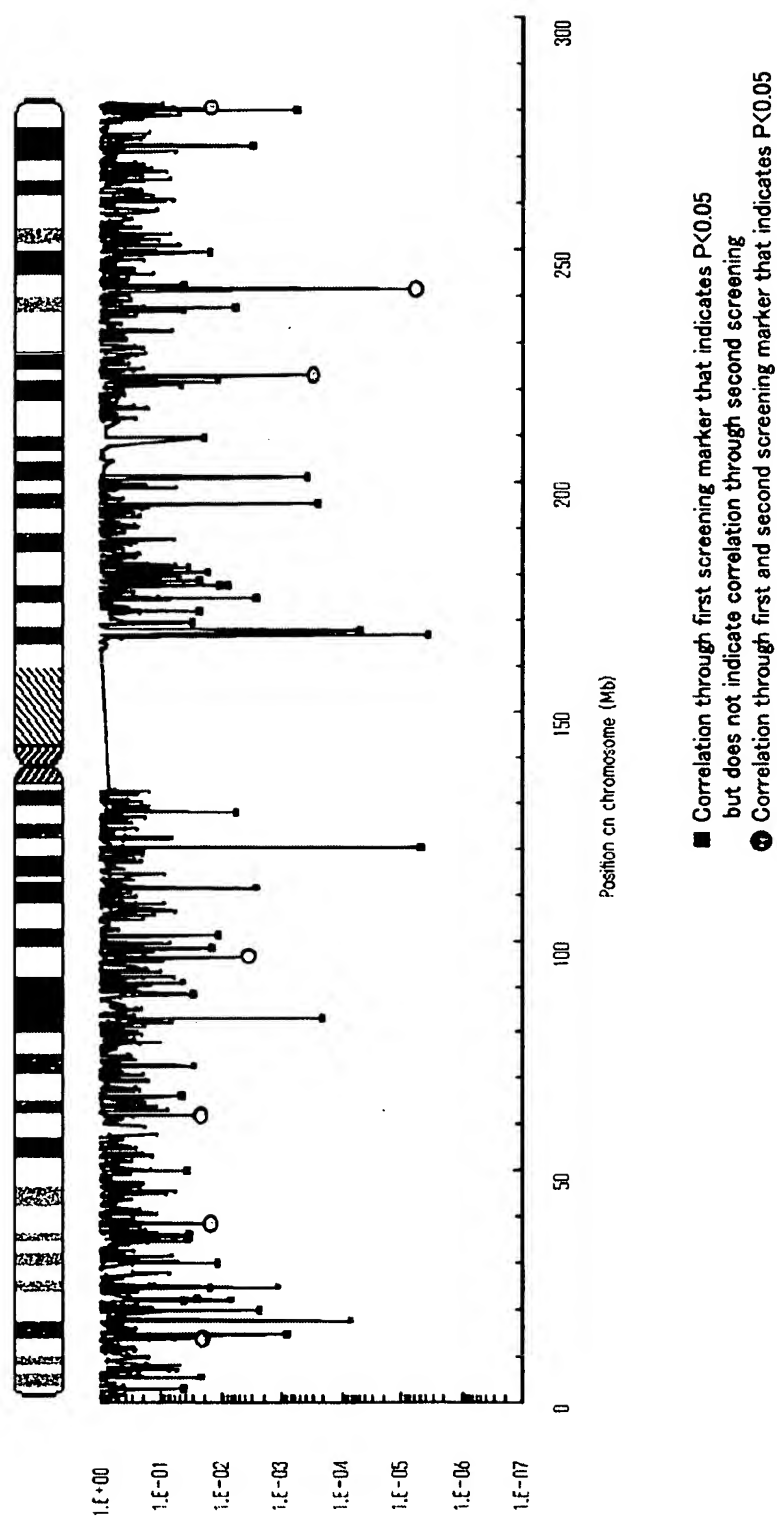 1.E+00
1.E-01
1.E-02
1.E-03
1.E-04
1.E-05
1.E-06
1.E-07
0
50
100
150
200
250
300
Position cn chromosome (Mb)
■ Correlation through first screening marker that indicates P<0.05
but does not indicate correlation through second screening
Correlation through first and second screening marker that indicates P<0.05